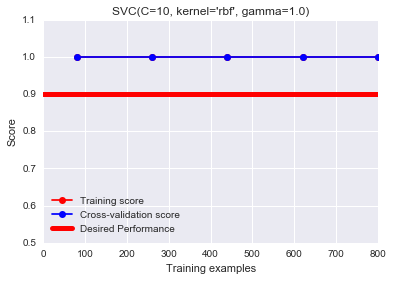 SVC(C=10, kernel='rbf', gamma=1.0)
1.1
1.0
0.9
0.8
0.7
0.6
0.5
Score
Training score
Cross-validation score
Desired Performance
0 100 200 300 400 500 600 700 800
Training examples